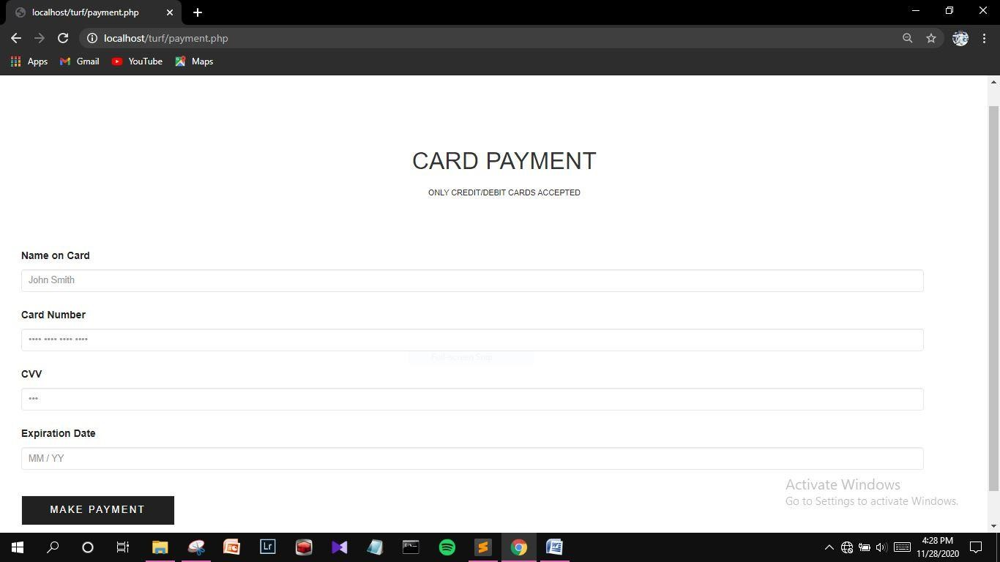 localhost/turf/payment.php
localhost/turf/payment.php
Apps Gmail YouTube Maps
CARD PAYMENT
ONLY CREDIT/DEBIT CARDS ACCEPTED
Name on Card
John Smith
Card Number
•••• •••• •••• ••••
Full-screen Snip
CVV
•••
Expiration Date
MM / YY
Activate Windows
Go to Settings to activate Windows.
MAKE PAYMENT
Lr
4:28 PM
11/28/2020